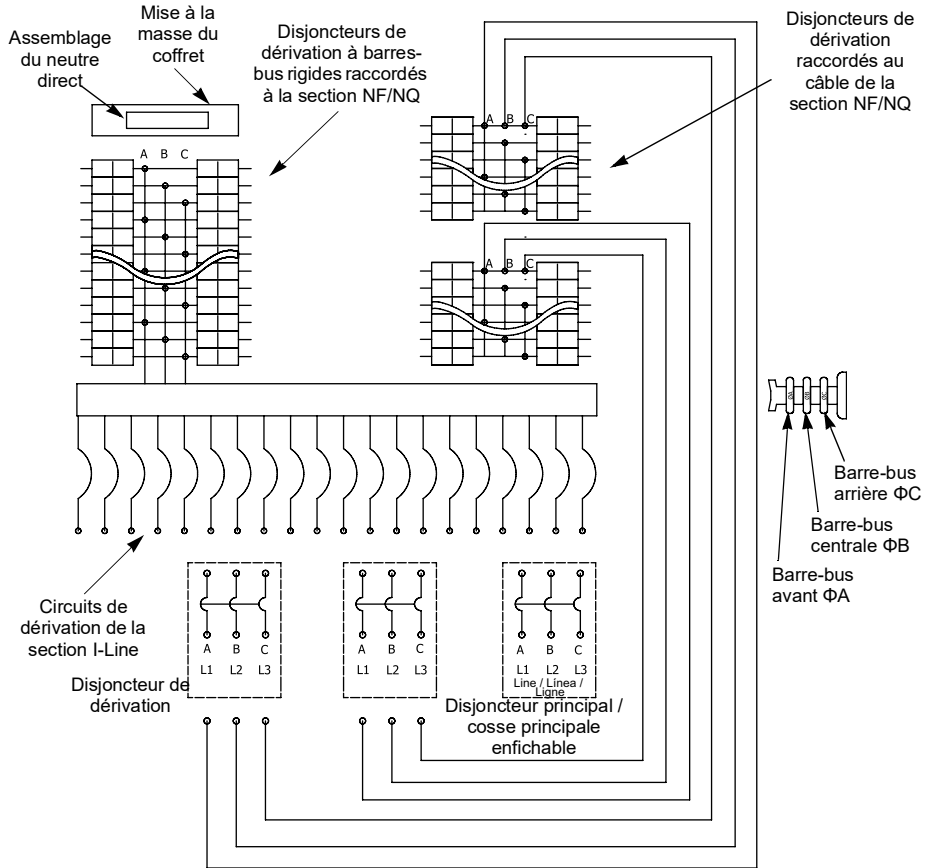 Mise à la
masse du
coffret
Assemblage
du neutre
direct
Disjoncteurs de
dérivation à barres-
bus rigides raccordés
à la section NF/NQ
Disjoncteurs de
dérivation
raccordés au
câble de la
section NF/NQ
A B C
A B C
A B C
ΦA ΦB ΦC
Barre-bus
arrière ΦC
Barre-bus
centrale ΦB
Barre-bus
avant ΦA
Circuits de
dérivation de la
section I-Line
A B C
L1 L2 L3
A B C
L1 L2 L3
A B C
L1 L2 L3
Line / Línea /
Ligne
Disjoncteur de
dérivation
Disjoncteur principal /
cosse principale
enfichable